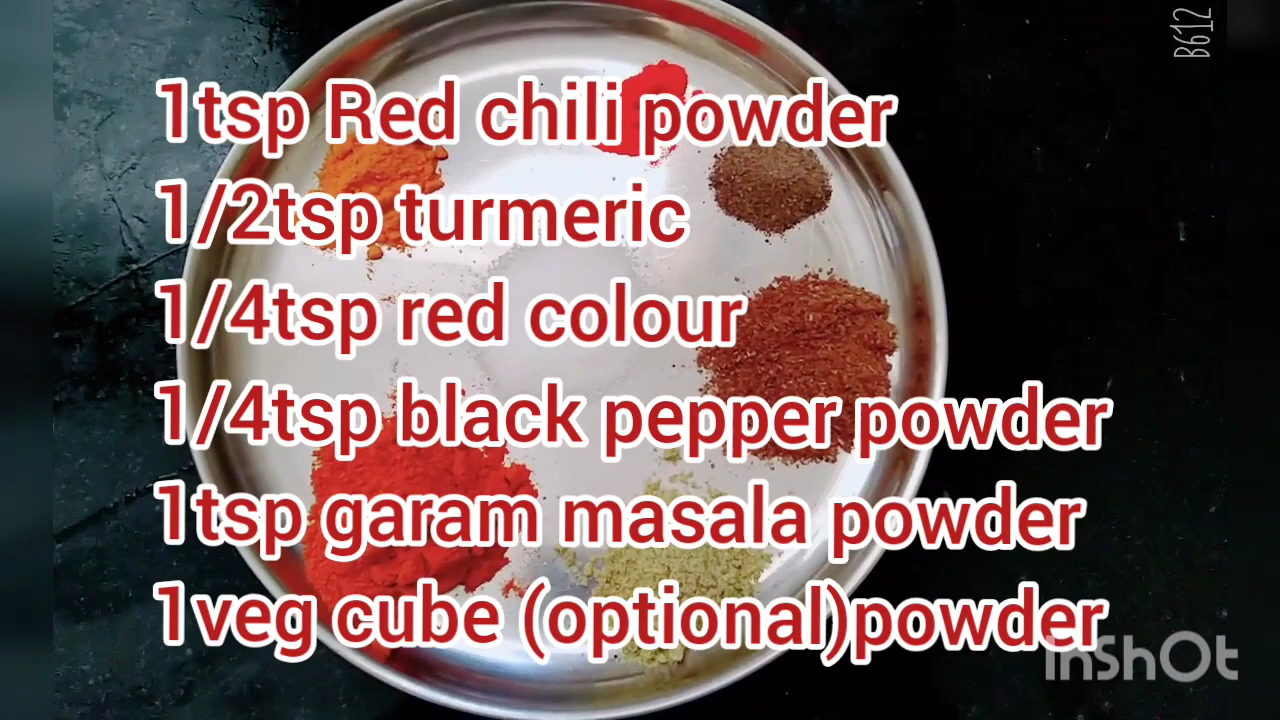 B612
1tsp Red chili powder
1/2tsp turmeric
1/4tsp red colour
1/4tsp black pepper powder
1tsp garam masala powder
1veg cube (optional)powder
InShOt